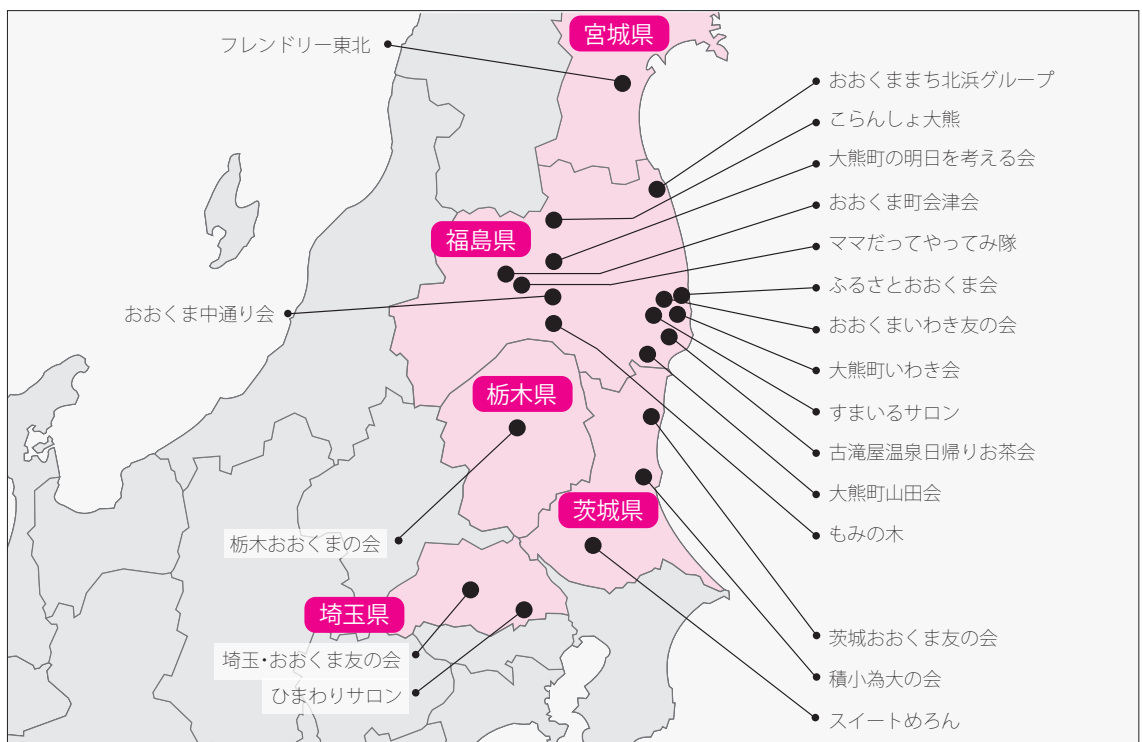 宮城県
フレンドリー東北
おおくままち北浜グループ
こらんしょ大熊
大熊町の明日を考える会
おおくま町会津会
福島県
ママだってやってみ隊
ふるさとおおくま会
おおくま中通り会
おおくまいわき友の会
大熊町いわき会
栃木県
すまいるサロン
古滝屋温泉日帰りお茶会
大熊町山田会
茨城県
もみの木
栃木おおくまの会
埼玉県
茨城おおくま友の会
埼玉・おおくま友の会
積小為大の会
ひまわりサロン
スイートめろん